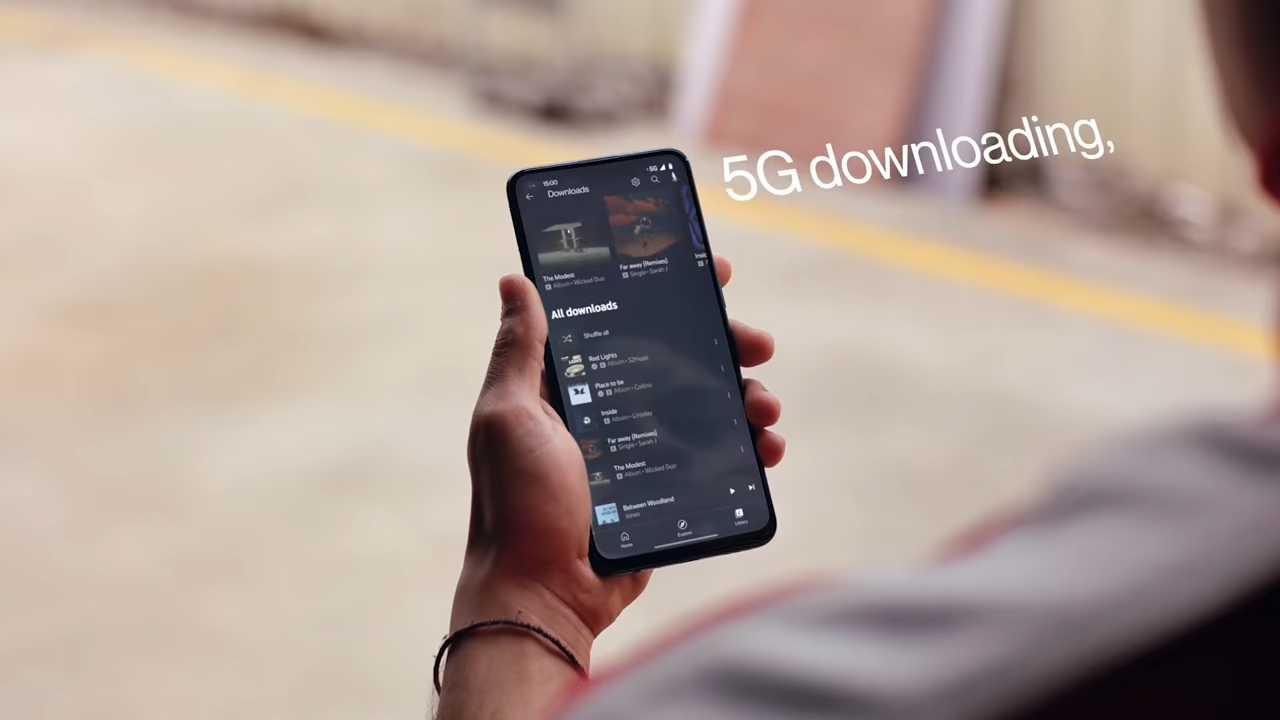 5G downloading,
15:00
5G
Downloads
The Modest
Album • Wicked Duo
Far away (Remixes)
Single • Sarah J
All downloads
Shuffle all
Red Lights
Album • S2Hope
Place to be
Album • Collins
Inside
Album • Linsday
Far away (Remixes)
Single • Sarah J
The Modest
Album • Wicked Duo
Between Woodland
Jones
Home
Explore
Library